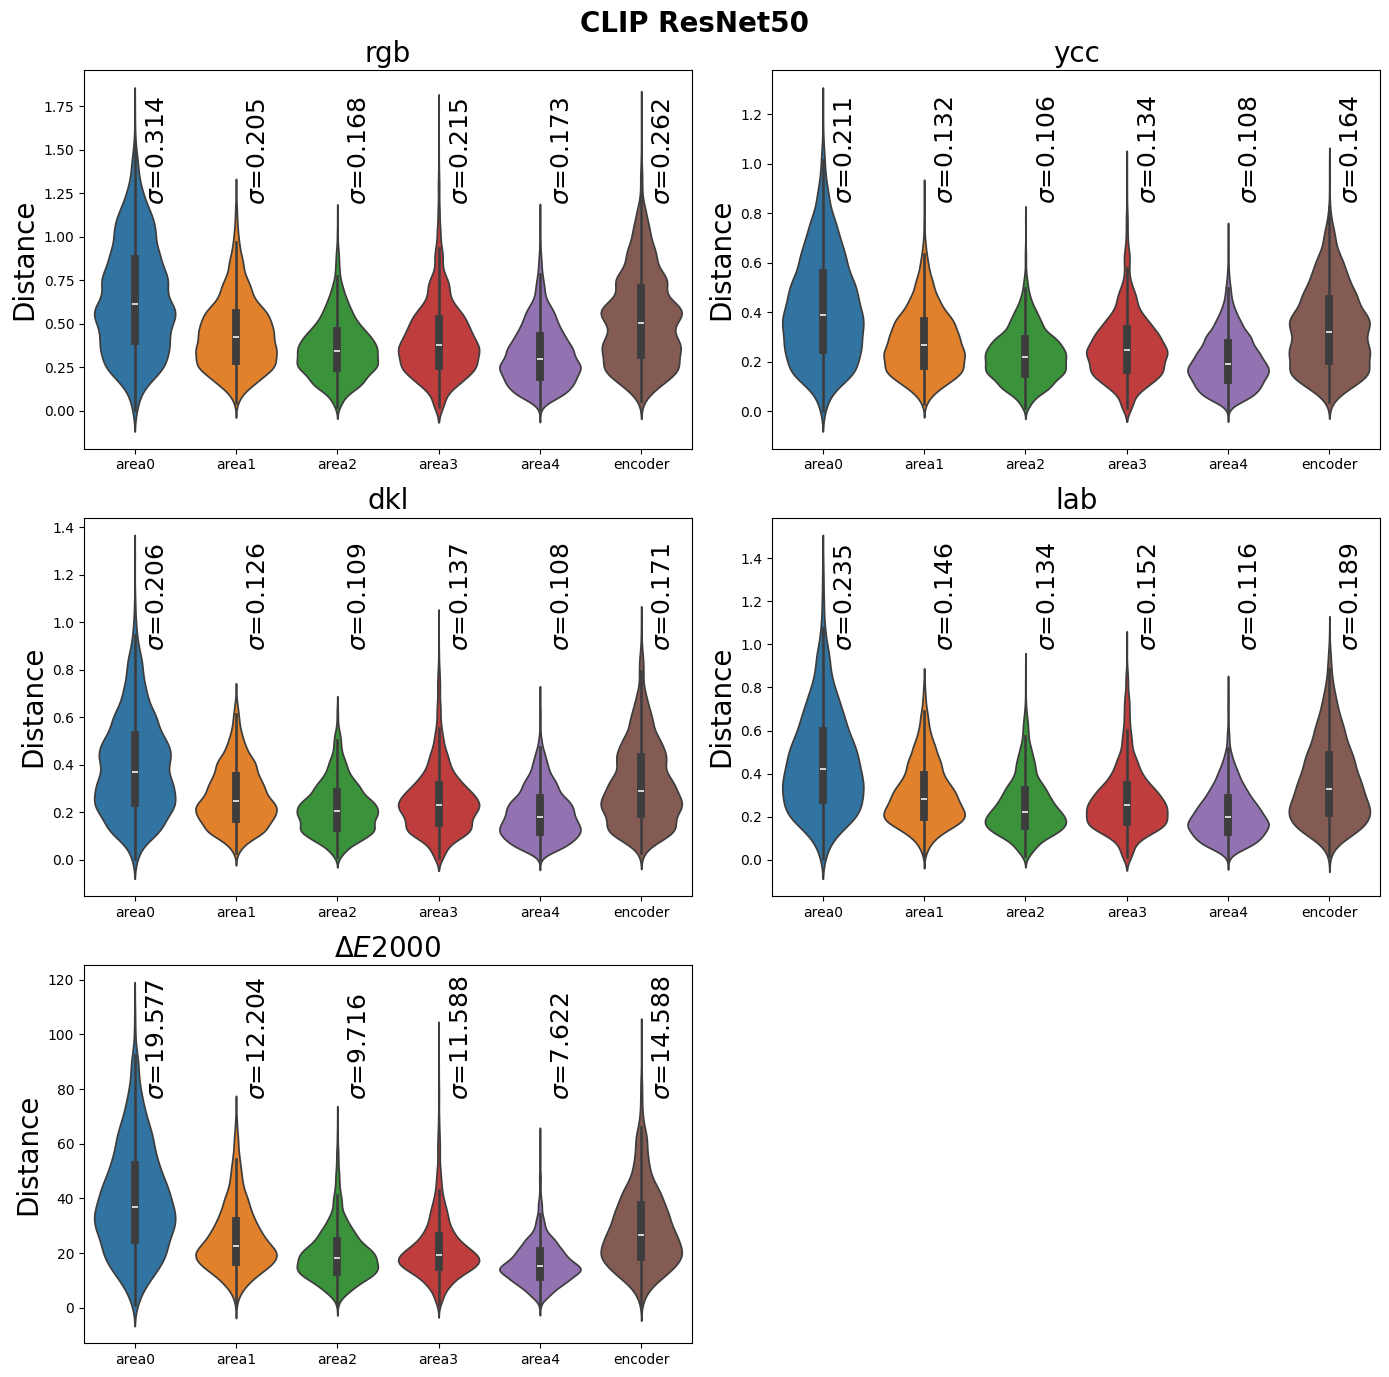 CLIP ResNet50
rgb
Distance
1.75
1.50
1.25
1.00
0.75
0.50
0.25
0.00
σ=0.314
σ=0.205
σ=0.168
σ=0.215
σ=0.173
σ=0.262
area0 area1 area2 area3 area4 encoder
ycc
Distance
1.2
1.0
0.8
0.6
0.4
0.2
0.0
σ=0.211
σ=0.132
σ=0.106
σ=0.134
σ=0.108
σ=0.164
area0 area1 area2 area3 area4 encoder
dkl
Distance
1.4
1.2
1.0
0.8
0.6
0.4
0.2
0.0
σ=0.206
σ=0.126
σ=0.109
σ=0.137
σ=0.108
σ=0.171
area0 area1 area2 area3 area4 encoder
lab
Distance
1.4
1.2
1.0
0.8
0.6
0.4
0.2
0.0
σ=0.235
σ=0.146
σ=0.134
σ=0.152
σ=0.116
σ=0.189
area0 area1 area2 area3 area4 encoder
ΔE2000
Distance
120
100
80
60
40
20
0
σ=19.577
σ=12.204
σ=9.716
σ=11.588
σ=7.622
σ=14.588
area0 area1 area2 area3 area4 encoder